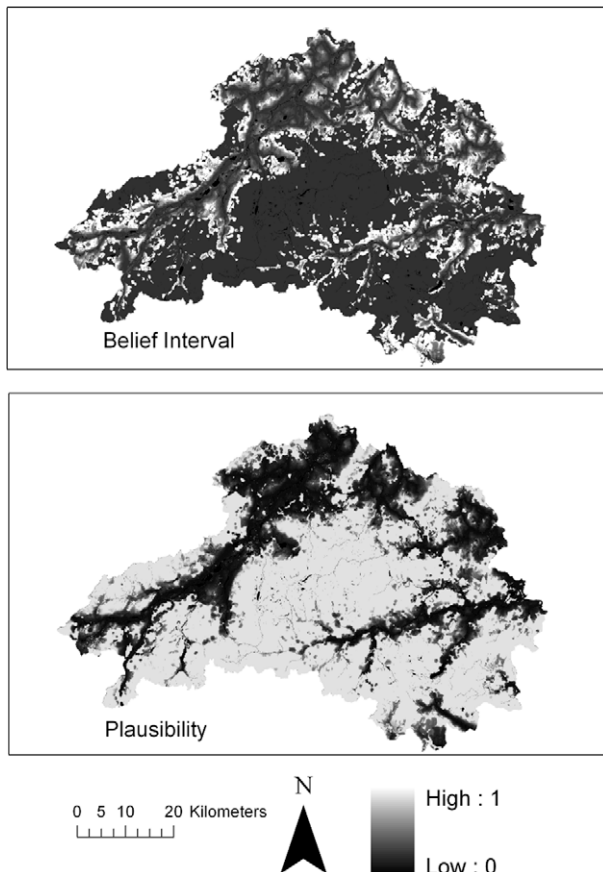 Belief Interval
Plausibility
N
0 5 10 20 Kilometers
High : 1
Low : 0